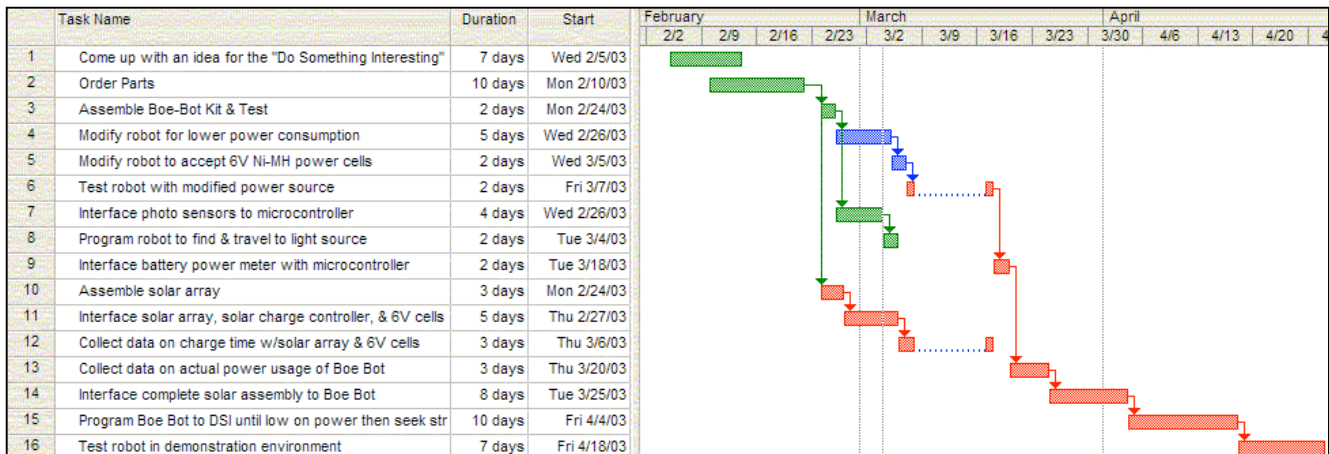 Task Name Duration Start February March April
2/2 2/9 2/16 2/23 3/2 3/9 3/16 3/23 3/30 4/6 4/13 4/20 4
1 Come up with an idea for the "Do Something Interesting" 7 days Wed 2/5/03
2 Order Parts 10 days Mon 2/10/03
3 Assemble Boe-Bot Kit & Test 2 days Mon 2/24/03
4 Modify robot for lower power consumption 5 days Wed 2/26/03
5 Modify robot to accept 6V Ni-MH power cells 2 days Wed 3/5/03
6 Test robot with modified power source 2 days Fri 3/7/03
7 Interface photo sensors to microcontroller 4 days Wed 2/26/03
8 Program robot to find & travel to light source 2 days Tue 3/4/03
9 Interface battery power meter with microcontroller 2 days Tue 3/18/03
10 Assemble solar array 3 days Mon 2/24/03
11 Interface solar array, solar charge controller, & 6V cells 5 days Thu 2/27/03
12 Collect data on charge time w/solar array & 6V cells 3 days Thu 3/6/03
13 Collect data on actual power usage of Boe Bot 3 days Thu 3/20/03
14 Interface complete solar assembly to Boe Bot 8 days Tue 3/25/03
15 Program Boe Bot to DSI until low on power then seek str 10 days Fri 4/4/03
16 Test robot in demonstration environment 7 days Fri 4/18/03